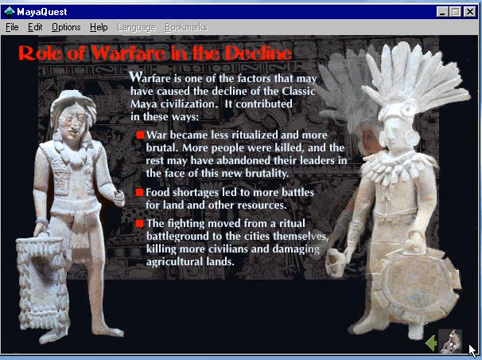 MayaQuest
File Edit Options Help Language Bookmarks
Role of Warfare in the Decline
Warfare is one of the factors that may
have caused the decline of the Classic
Maya civilization. It contributed
in these ways:
War became less ritualized and more
brutal. More people were killed, and the
rest may have abandoned their leaders in
the face of this new brutality.
Food shortages led to more battles
for land and other resources.
The fighting moved from a ritual
battleground to the cities themselves,
killing more civilians and damaging
agricultural lands.